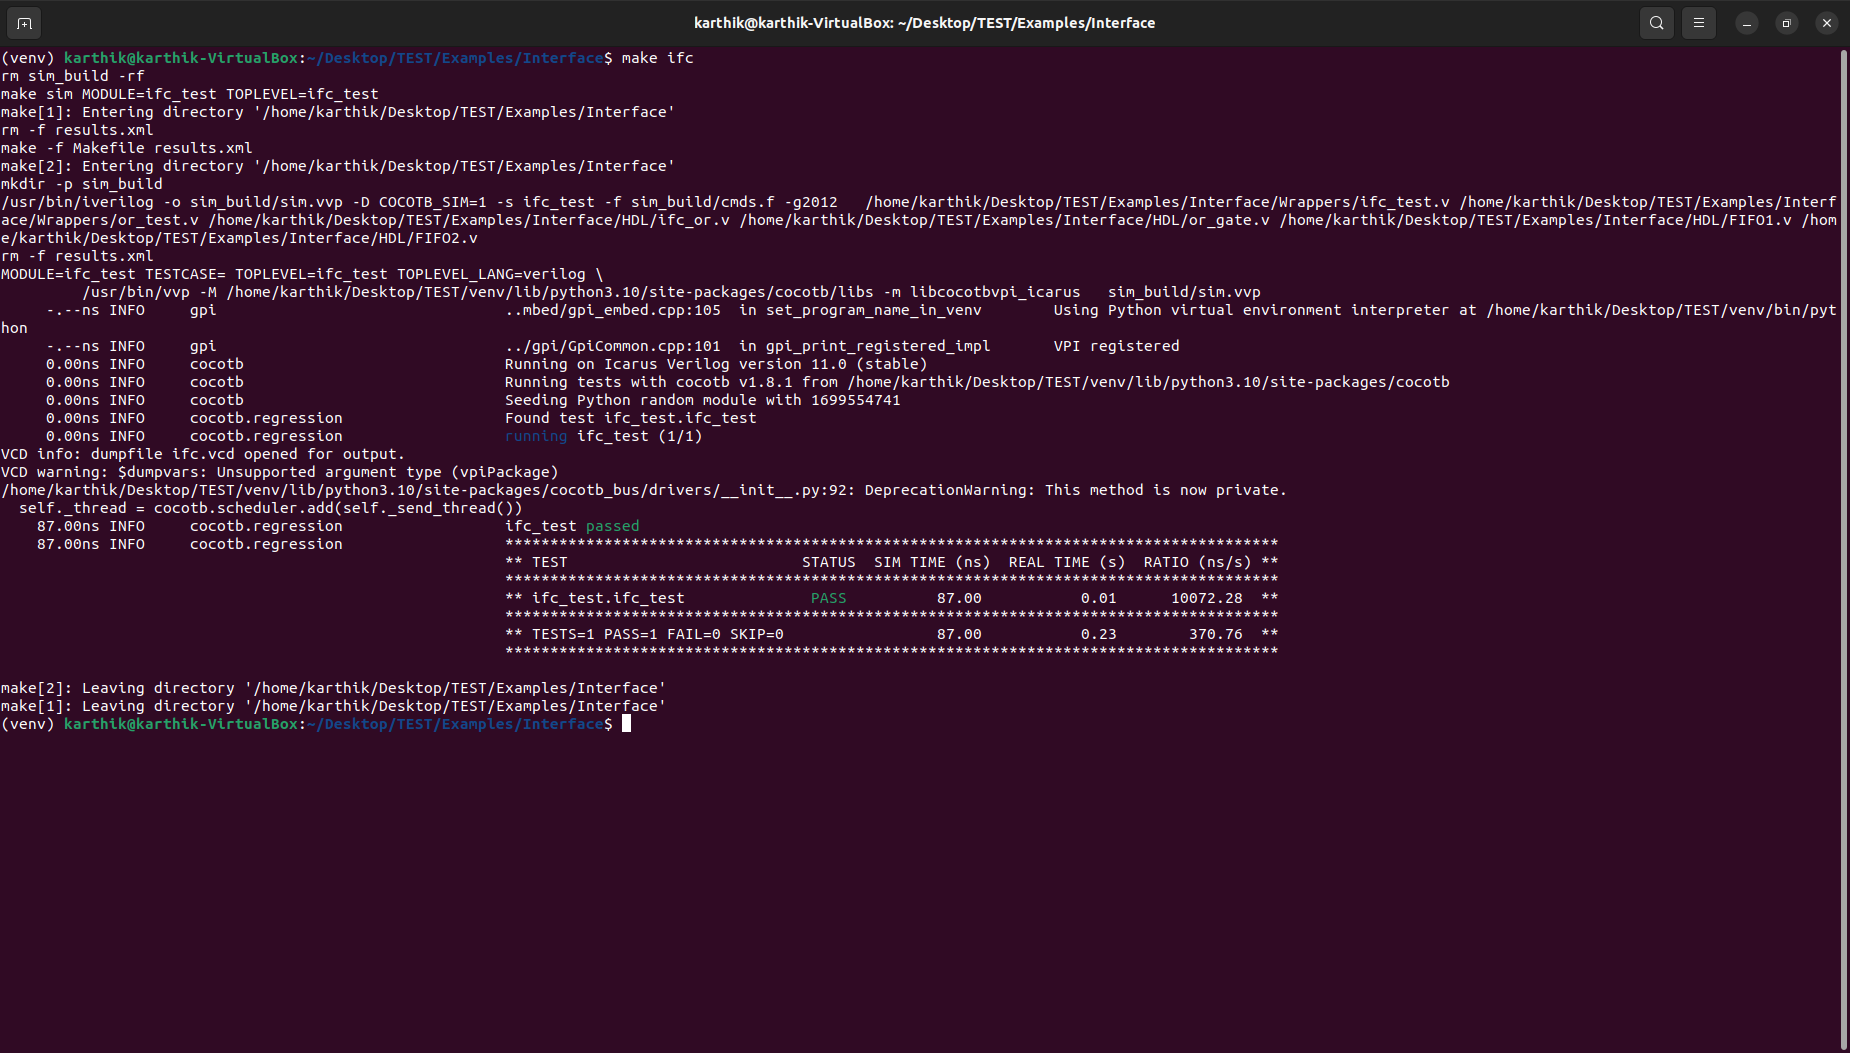 karthik@karthik-VirtualBox: ~/Desktop/TEST/Examples/Interface
(venv) karthik@karthik-VirtualBox:~/Desktop/TEST/Examples/Interface$ make ifc
rm sim_build -rf
make sim MODULE=ifc_test TOPLEVEL=ifc_test
make[1]: Entering directory '/home/karthik/Desktop/TEST/Examples/Interface'
rm -f results.xml
make -f Makefile results.xml
make[2]: Entering directory '/home/karthik/Desktop/TEST/Examples/Interface'
mkdir -p sim_build
/usr/bin/iverilog -o sim_build/sim.vvp -D COCOTB_SIM=1 -s ifc_test -f sim_build/cmds.f -g2012   /home/karthik/Desktop/TEST/Examples/Interface/Wrappers/ifc_test.v /home/karthik/Desktop/TEST/Examples/Interf
ace/Wrappers/or_test.v /home/karthik/Desktop/TEST/Examples/Interface/HDL/ifc_or.v /home/karthik/Desktop/TEST/Examples/Interface/HDL/or_gate.v /home/karthik/Desktop/TEST/Examples/Interface/HDL/FIFO1.v /hom
e/karthik/Desktop/TEST/Examples/Interface/HDL/FIFO2.v
rm -f results.xml
MODULE=ifc_test TESTCASE= TOPLEVEL=ifc_test TOPLEVEL_LANG=verilog \
         /usr/bin/vvp -M /home/karthik/Desktop/TEST/venv/lib/python3.10/site-packages/cocotb/libs -m libcocotbvpi_icarus   sim_build/sim.vvp
     -.--ns INFO     gpi                                ..mbed/gpi_embed.cpp:105  in set_program_name_in_venv        Using Python virtual environment interpreter at /home/karthik/Desktop/TEST/venv/bin/pyt
hon
     -.--ns INFO     gpi                                ../gpi/GpiCommon.cpp:101  in gpi_print_registered_impl       VPI registered
     0.00ns INFO     cocotb                             Running on Icarus Verilog version 11.0 (stable)
     0.00ns INFO     cocotb                             Running tests with cocotb v1.8.1 from /home/karthik/Desktop/TEST/venv/lib/python3.10/site-packages/cocotb
     0.00ns INFO     cocotb                             Seeding Python random module with 1699554741
     0.00ns INFO     cocotb.regression                  Found test ifc_test.ifc_test
     0.00ns INFO     cocotb.regression                  running ifc_test (1/1)
VCD info: dumpfile ifc.vcd opened for output.
VCD warning: $dumpvars: Unsupported argument type (vpiPackage)
/home/karthik/Desktop/TEST/venv/lib/python3.10/site-packages/cocotb_bus/drivers/__init__.py:92: DeprecationWarning: This method is now private.
  self._thread = cocotb.scheduler.add(self._send_thread())
    87.00ns INFO     cocotb.regression                  ifc_test passed
    87.00ns INFO     cocotb.regression                  **************************************************************************************
                                                        ** TEST                          STATUS  SIM TIME (ns)  REAL TIME (s)  RATIO (ns/s) **
                                                        **************************************************************************************
                                                        ** ifc_test.ifc_test              PASS          87.00           0.01      10072.28  **
                                                        **************************************************************************************
                                                        ** TESTS=1 PASS=1 FAIL=0 SKIP=0                 87.00           0.23        370.76  **
                                                        **************************************************************************************
make[2]: Leaving directory '/home/karthik/Desktop/TEST/Examples/Interface'
make[1]: Leaving directory '/home/karthik/Desktop/TEST/Examples/Interface'
(venv) karthik@karthik-VirtualBox:~/Desktop/TEST/Examples/Interface$